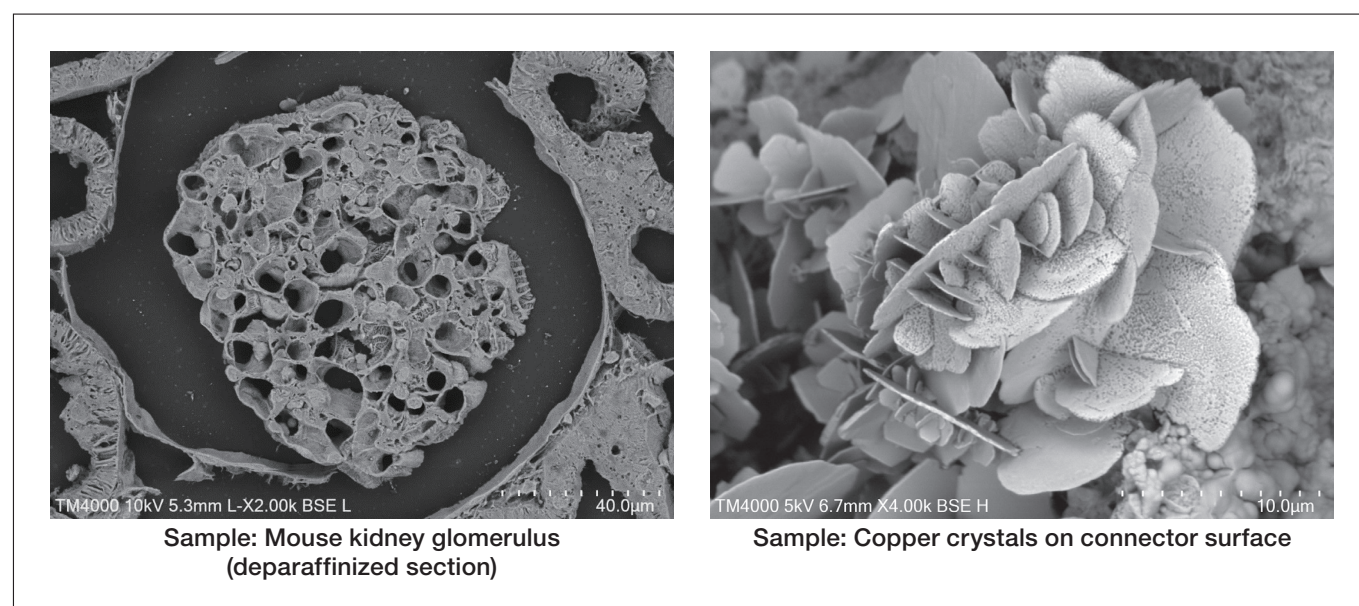 TM4000 10kV 5.3mm L-X2.00k BSE L 40.0µm
Sample: Mouse kidney glomerulus
(deparaffinized section)
TM4000 5kV 6.7mm X4.00k BSE H 10.0µm
Sample: Copper crystals on connector surface